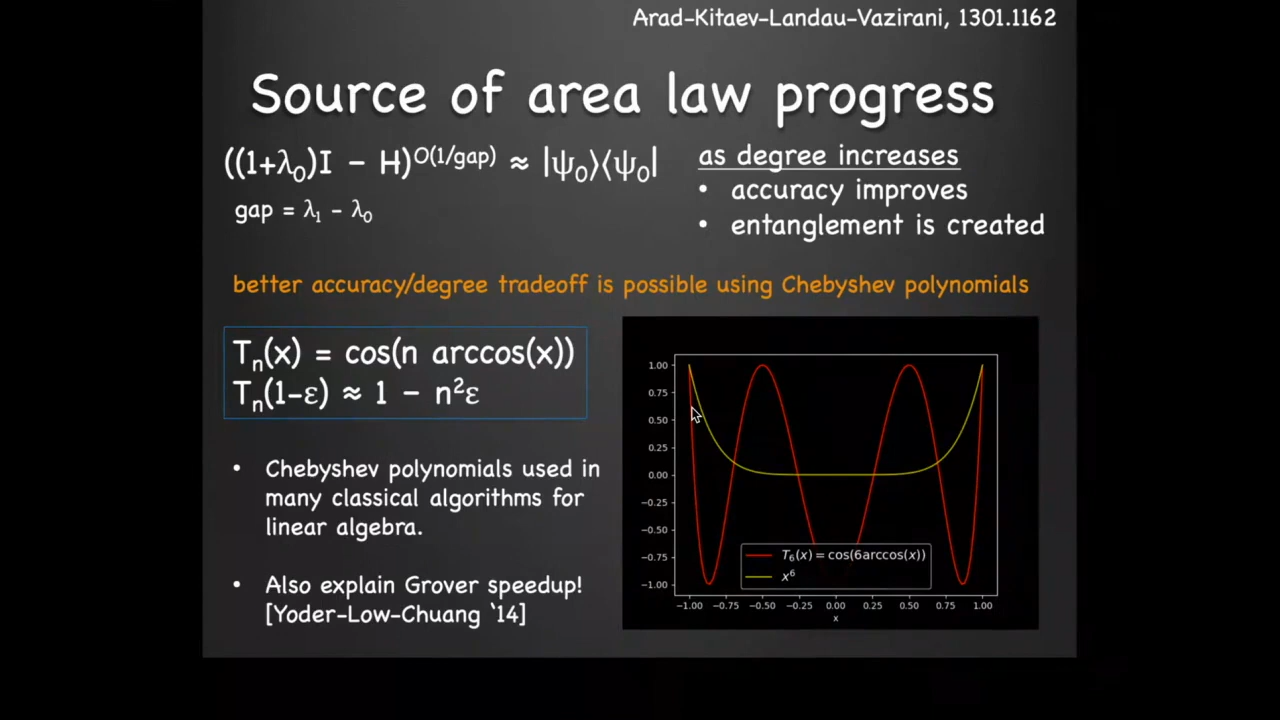 Arad-Kitaev-Landau-Vazirani, 1301.1162
Source of area law progress
((1+λ₀)I - H)^O(1/gap) ≈ |ψ₀⟩⟨ψ₀|
gap = λ₁ - λ₀
as degree increases
• accuracy improves
• entanglement is created
better accuracy/degree tradeoff is possible using Chebyshev polynomials
Tₙ(x) = cos(n arccos(x))
Tₙ(1-ε) ≈ 1 - n²ε
• Chebyshev polynomials used in
many classical algorithms for
linear algebra.
• Also explain Grover speedup!
[Yoder-Low-Chuang ‘14]
1.00
0.75
0.50
0.25
0.00
−0.25
−0.50
−0.75
−1.00
T₆(x) = cos(6arccos(x))
x⁶
−1.00 −0.75 −0.50 −0.25 0.00 0.25 0.50 0.75 1.00
x